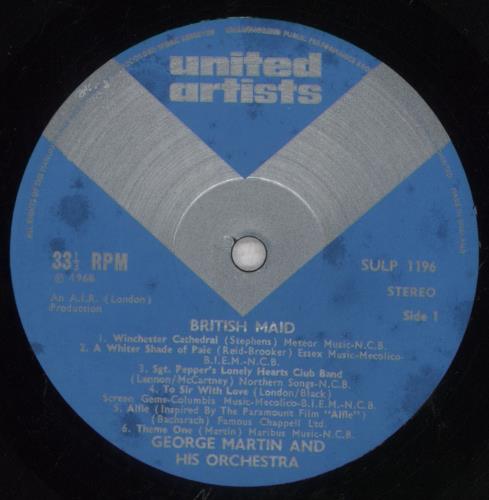 united
artists
33⅓ RPM
℗ 1968
An A.I.R. (London)
Production
SULP 1196
STEREO
Side 1
BRITISH MAID
1. Winchester Cathedral (Stephens) Meteor Music-N.C.B.
2. A Whiter Shade of Pale (Reid-Brooker) Essex Music-Mecolico-
B.I.E.M.-N.C.B.
3. Sgt. Pepper's Lonely Hearts Club Band
(Lennon/McCartney) Northern Songs-N.C.B.
4. To Sir With Love (London/Black)
Screen Geme-Columbia Music-Mecolico-B.I.E.M.-N.C.B.
5. Alfie (Inspired By The Paramount Film "Alfie")
(Bacharach) Famous Chappell Ltd.
6. Theme One (Martin) Maribus Music-N.C.B.
GEORGE MARTIN AND
HIS ORCHESTRA